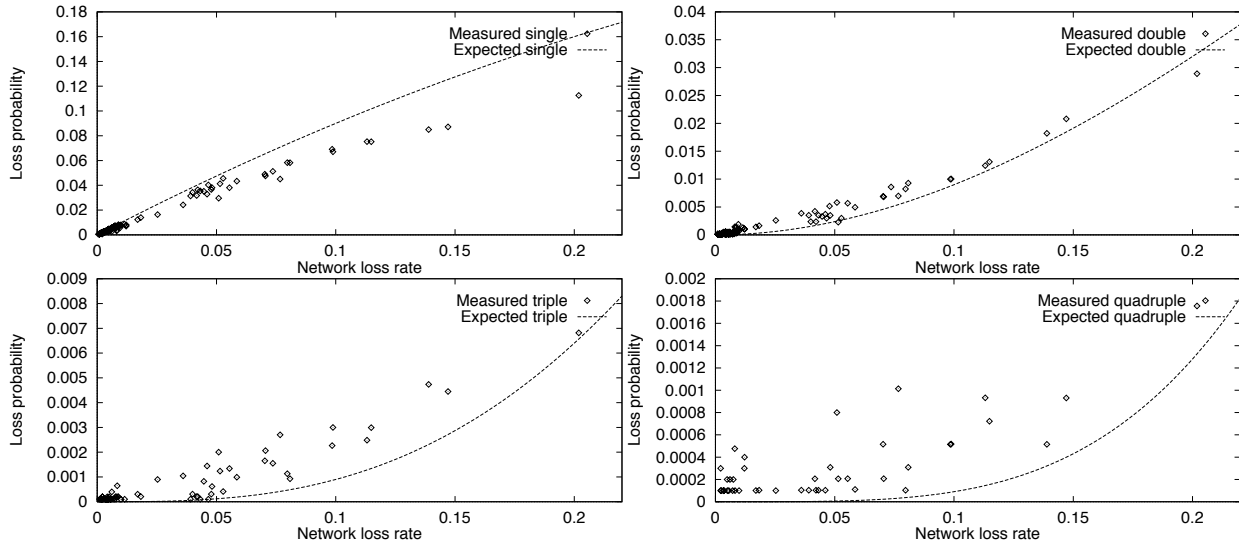 Loss probability
0.18
0.16
0.14
0.12
0.1
0.08
0.06
0.04
0.02
0
Measured single
Expected single
0 0.05 0.1 0.15 0.2
Network loss rate
Loss probability
0.04
0.035
0.03
0.025
0.02
0.015
0.01
0.005
0
Measured double
Expected double
0 0.05 0.1 0.15 0.2
Network loss rate
Loss probability
0.009
0.008
0.007
0.006
0.005
0.004
0.003
0.002
0.001
0
Measured triple
Expected triple
0 0.05 0.1 0.15 0.2
Network loss rate
Loss probability
0.002
0.0018
0.0016
0.0014
0.0012
0.001
0.0008
0.0006
0.0004
0.0002
0
Measured quadruple
Expected quadruple
0 0.05 0.1 0.15 0.2
Network loss rate